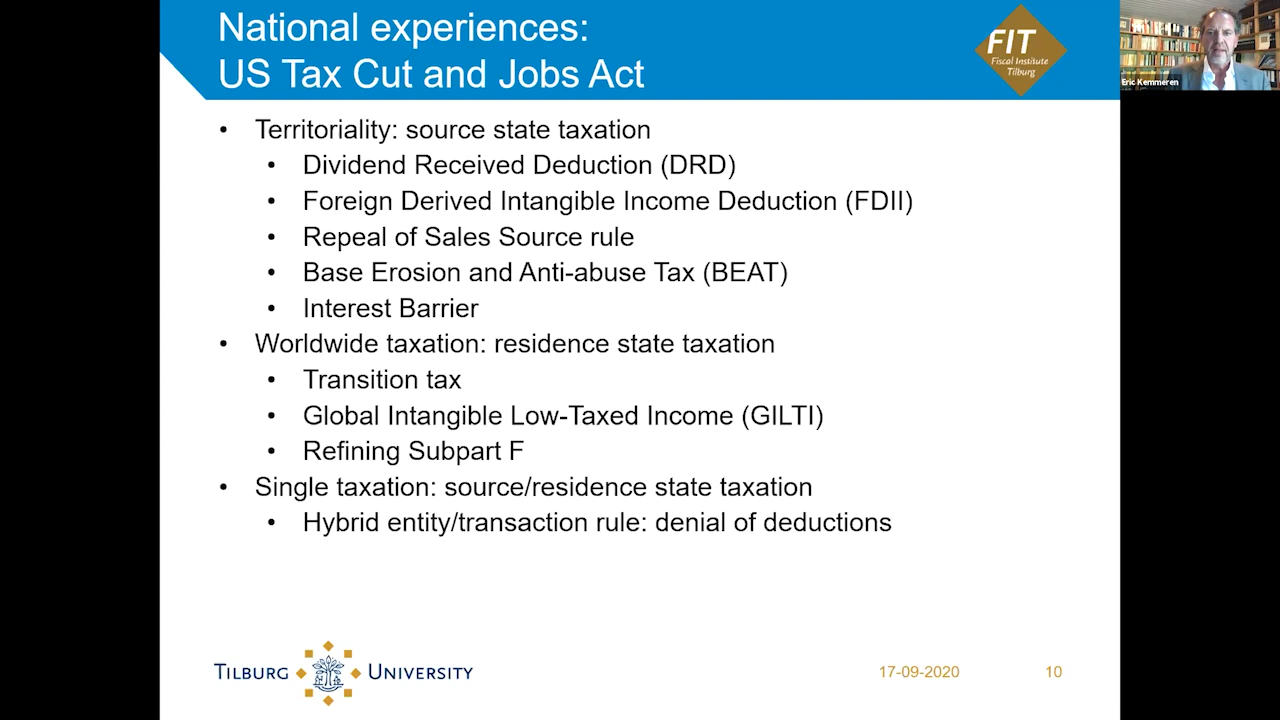 National experiences:
US Tax Cut and Jobs Act
FIT
Fiscal Institute
Tilburg
Eric Kemmeren
• Territoriality: source state taxation
• Dividend Received Deduction (DRD)
• Foreign Derived Intangible Income Deduction (FDII)
• Repeal of Sales Source rule
• Base Erosion and Anti-abuse Tax (BEAT)
• Interest Barrier
• Worldwide taxation: residence state taxation
• Transition tax
• Global Intangible Low-Taxed Income (GILTI)
• Refining Subpart F
• Single taxation: source/residence state taxation
• Hybrid entity/transaction rule: denial of deductions
TILBURG UNIVERSITY
17-09-2020
10